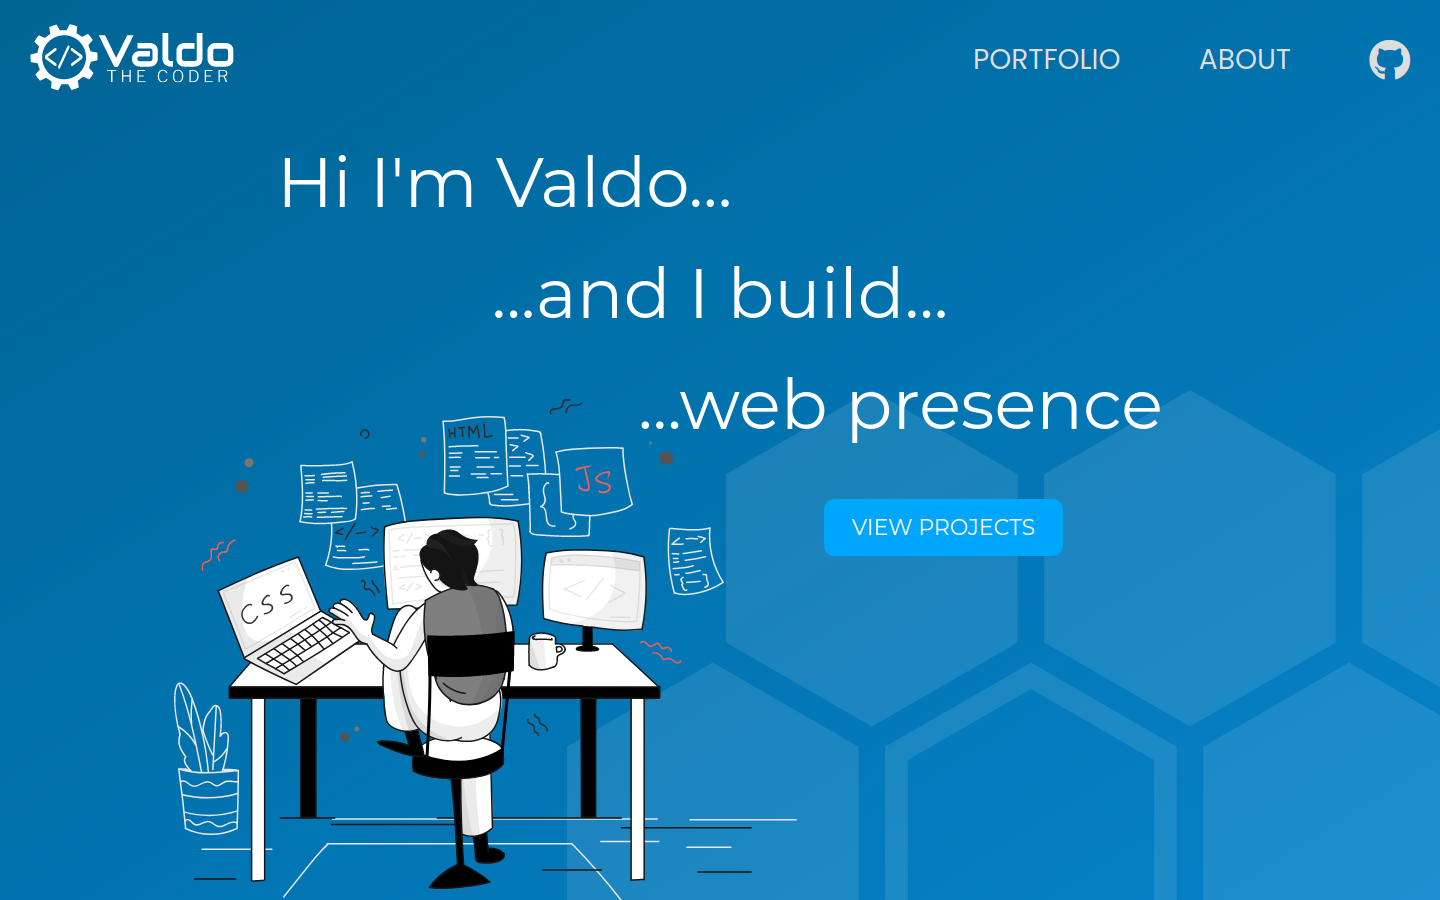 Valdo
THE CODER
PORTFOLIO
ABOUT
Hi I'm Valdo...
...and I build...
...web presence
VIEW PROJECTS
HTML
JS
CSS